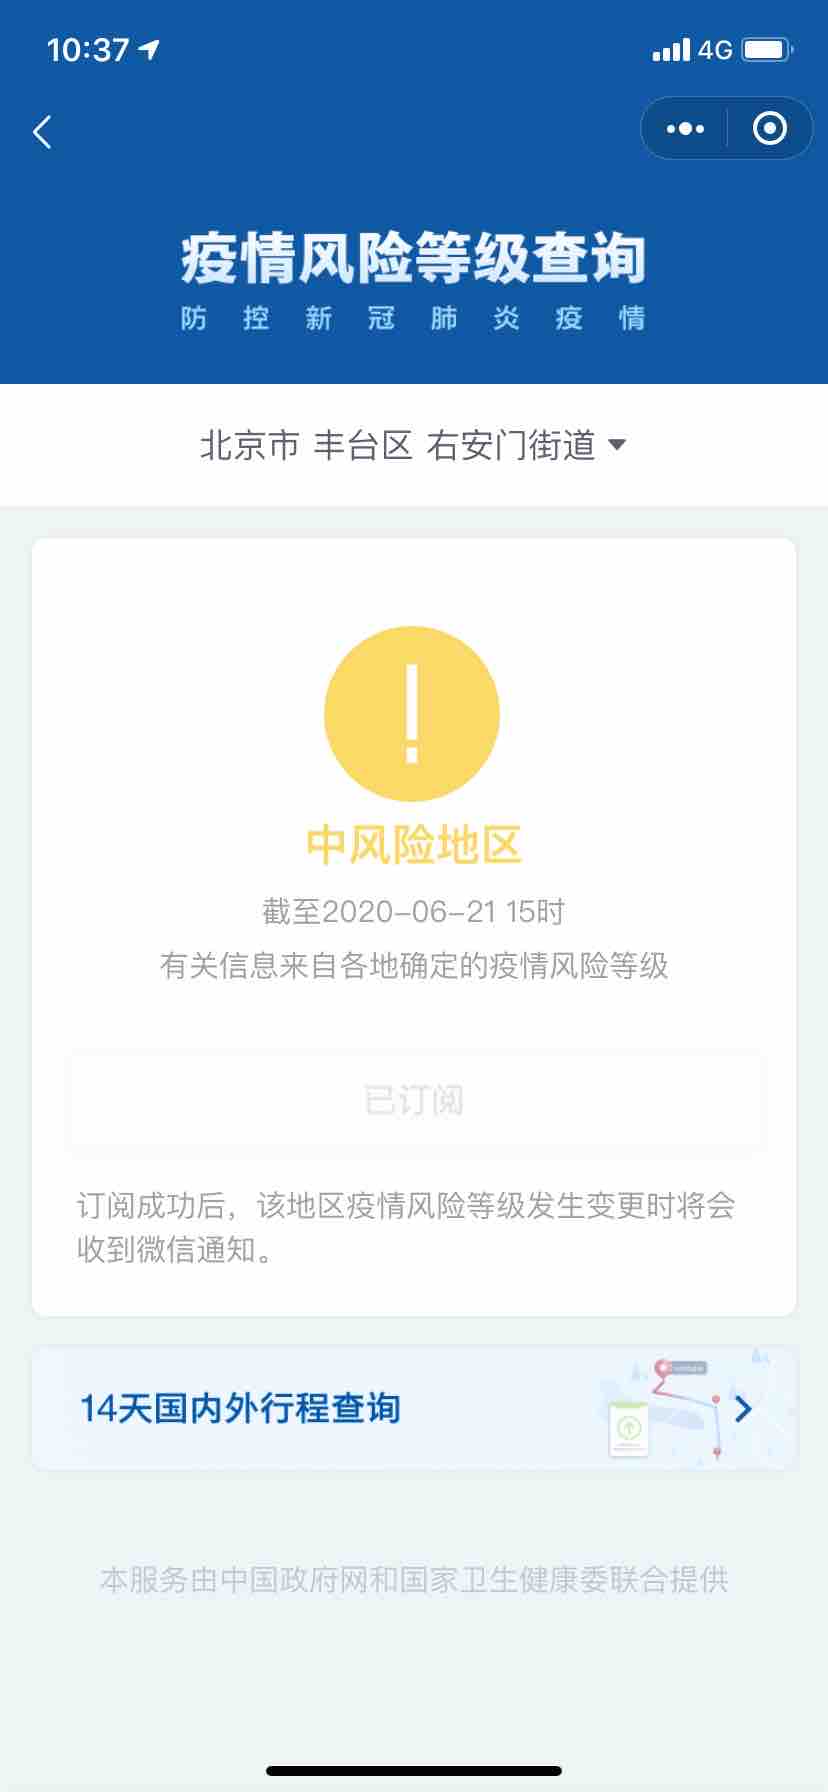 10:37
4G
疫情风险等级查询
防控新冠肺炎疫情
北京市 丰台区 右安门街道
中风险地区
截至2020-06-21 15时
有关信息来自各地确定的疫情风险等级
已订阅
订阅成功后，该地区疫情风险等级发生变更时将会
收到微信通知。
14天国内外行程查询
本服务由中国政府网和国家卫生健康委联合提供